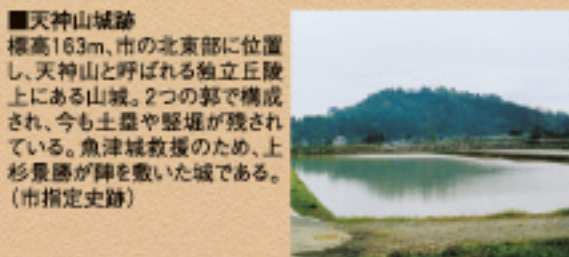 ■天神山城跡
標高163m、市の北東部に位置
し、天神山と呼ばれる独立丘陵
上にある山城。2つの郭で構成
され、今も土塁や竪堀が残され
ている。魚津城救援のため、上
杉景勝が陣を敷いた城である。
（市指定史跡）